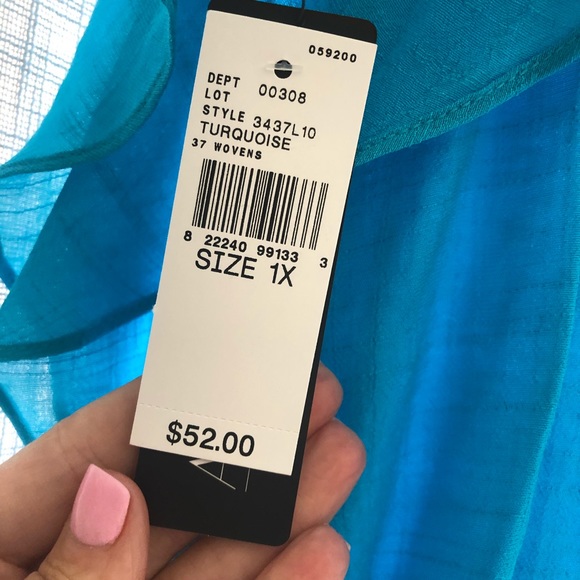 059200
DEPT 00308
LOT
STYLE 3437L10
TURQUOISE
37 WOVENS
8 22240 99133 3
SIZE 1X
$52.00